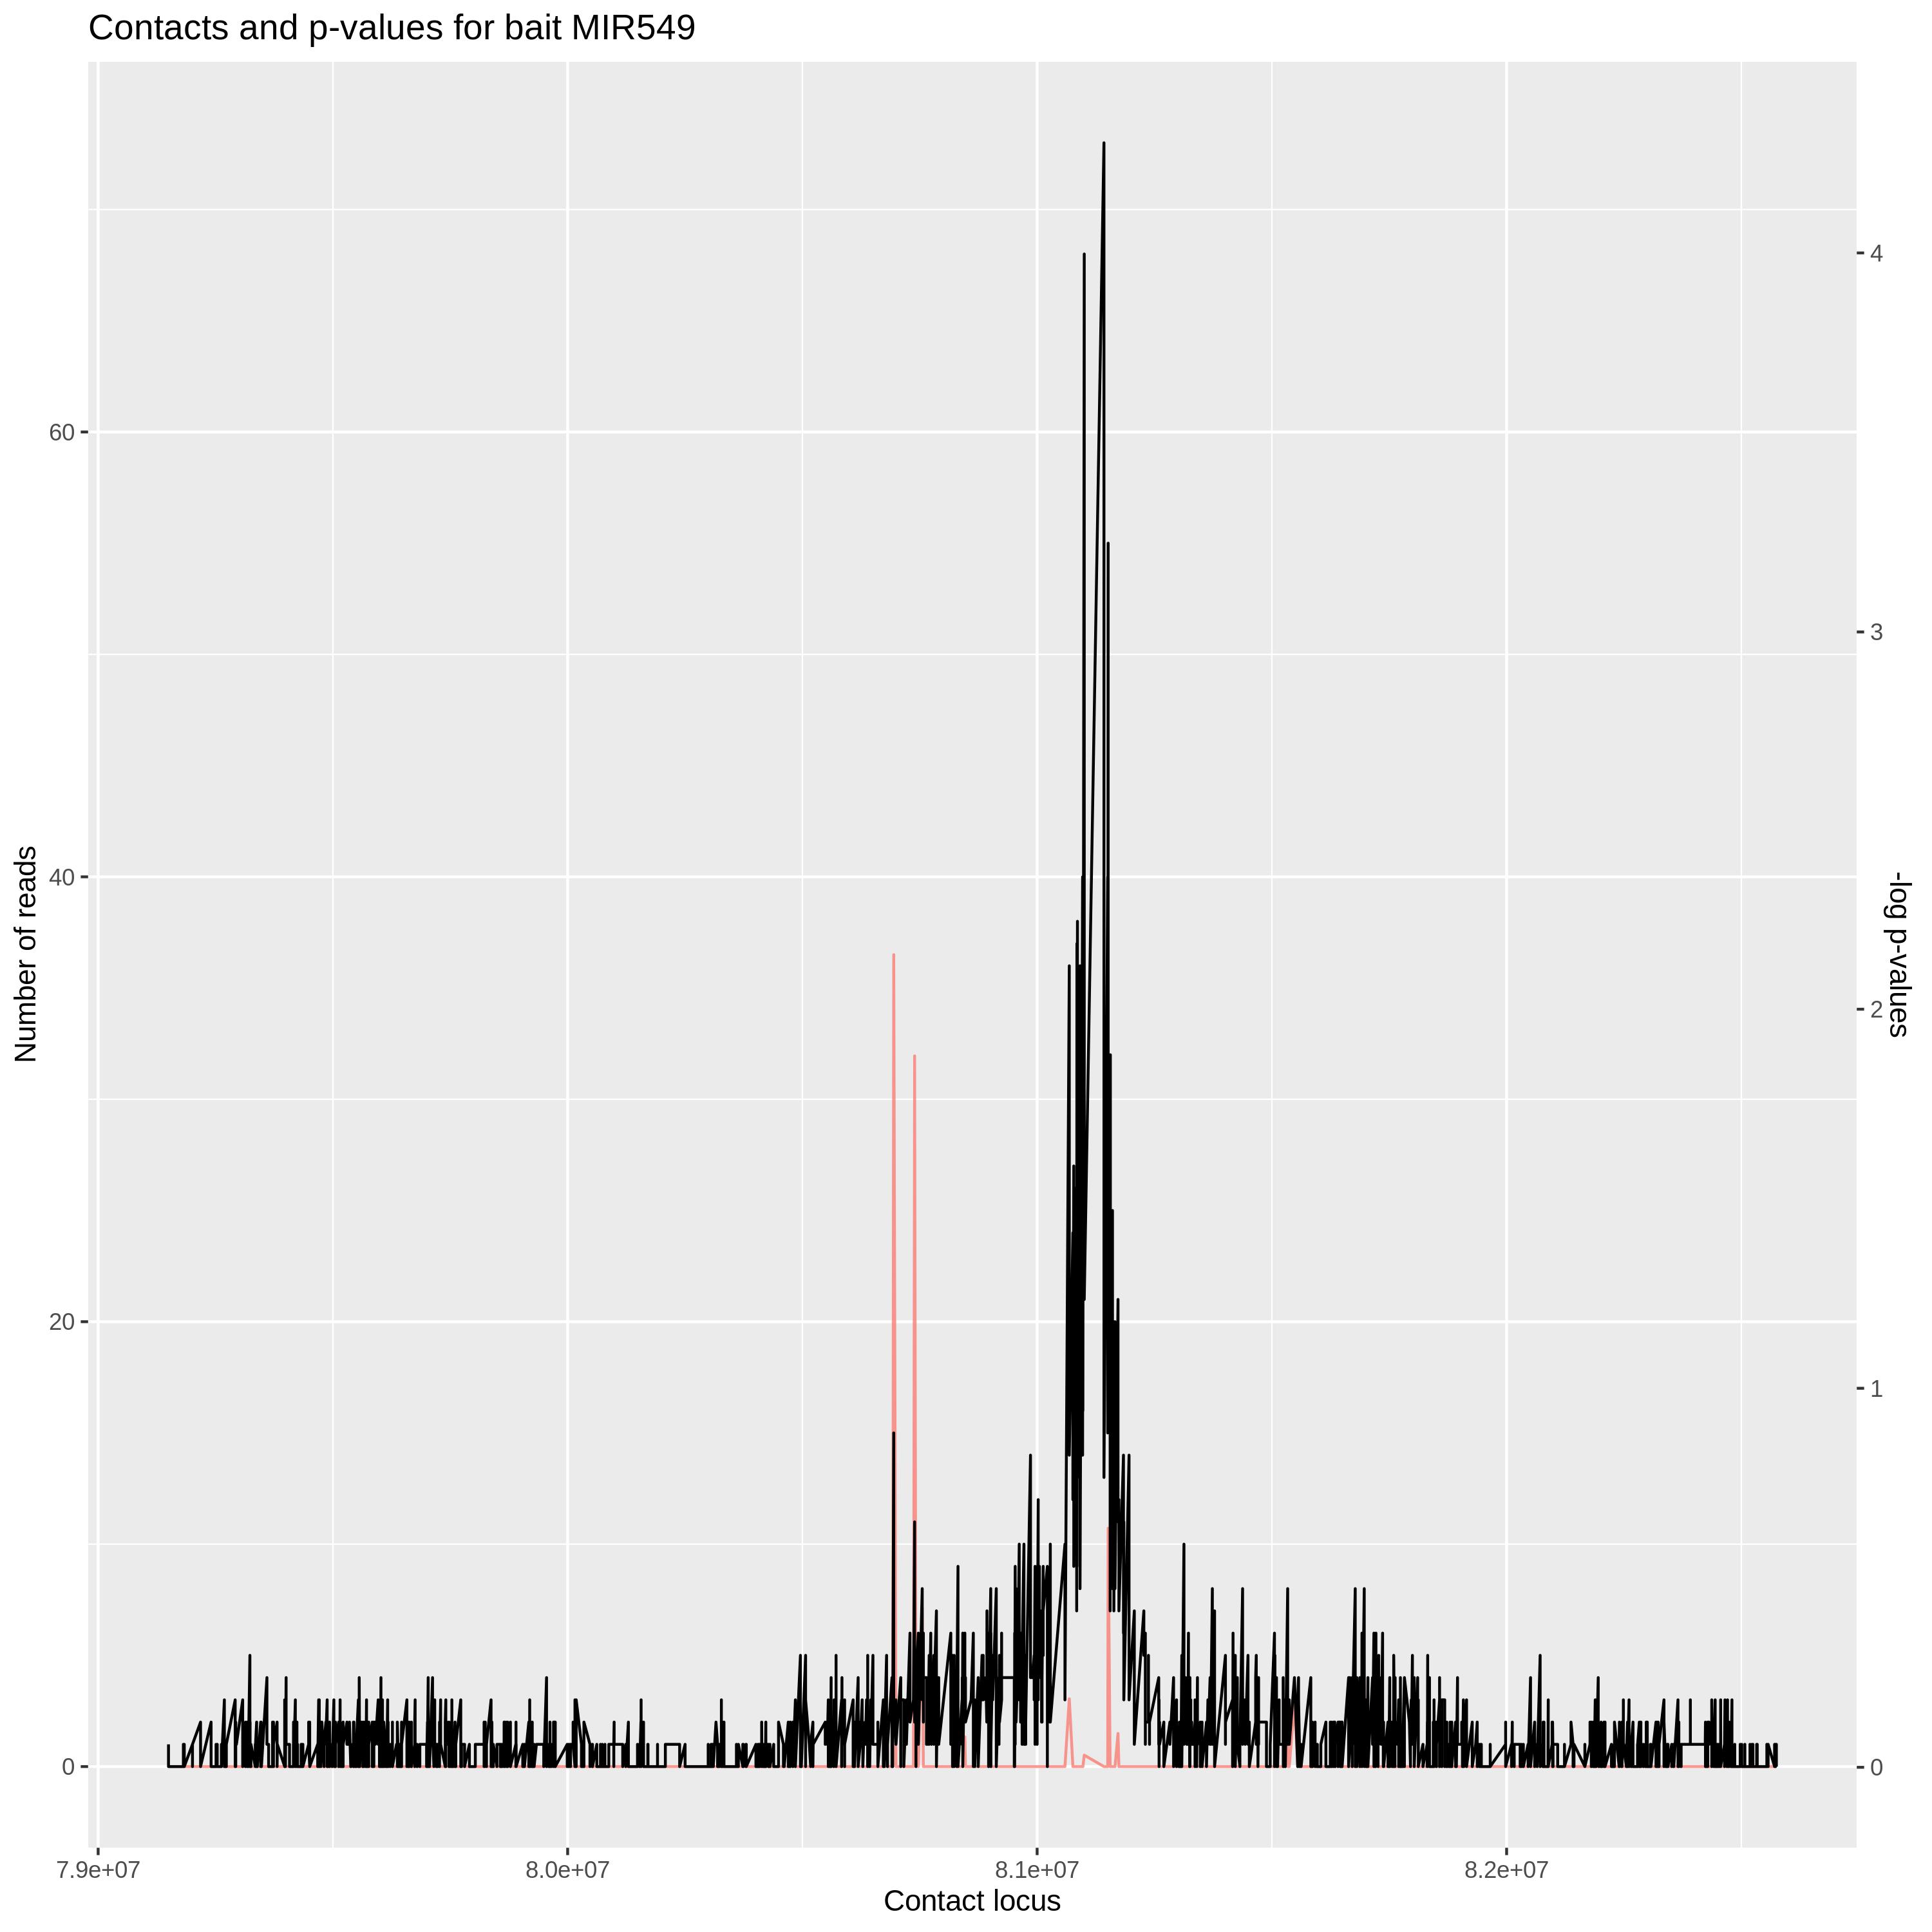 Contacts and p-values for bait MIR549
Number of reads
60
40
20
0
4
3
2
1
0
-log p-values
7.9e+07
8.0e+07
8.1e+07
8.2e+07
Contact locus